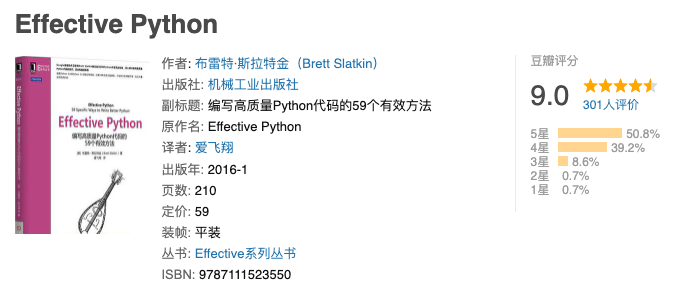 Effective Python
Effective Python
编写高质量Python代码的
59个有效方法
作者: 布雷特·斯拉特金（Brett Slatkin）
出版社: 机械工业出版社
副标题: 编写高质量Python代码的59个有效方法
原作名: Effective Python
译者: 爱飞翔
出版年: 2016-1
页数: 210
定价: 59
装帧: 平装
丛书: Effective系列丛书
ISBN: 9787111523550
豆瓣评分
9.0
301人评价
5星 50.8%
4星 39.2%
3星 8.6%
2星 0.7%
1星 0.7%